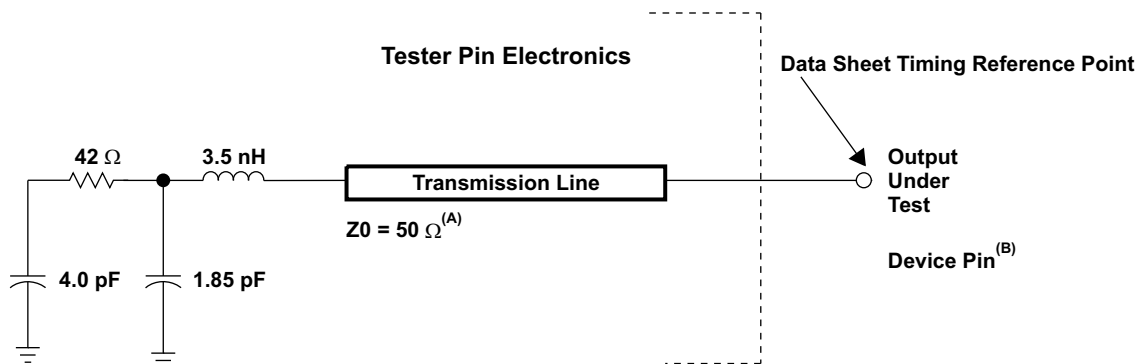 Tester Pin Electronics
Data Sheet Timing Reference Point
42 Ω
3.5 nH
Transmission Line
Output
Under
Test
Z0 = 50 Ω(A)
Device Pin(B)
4.0 pF
1.85 pF